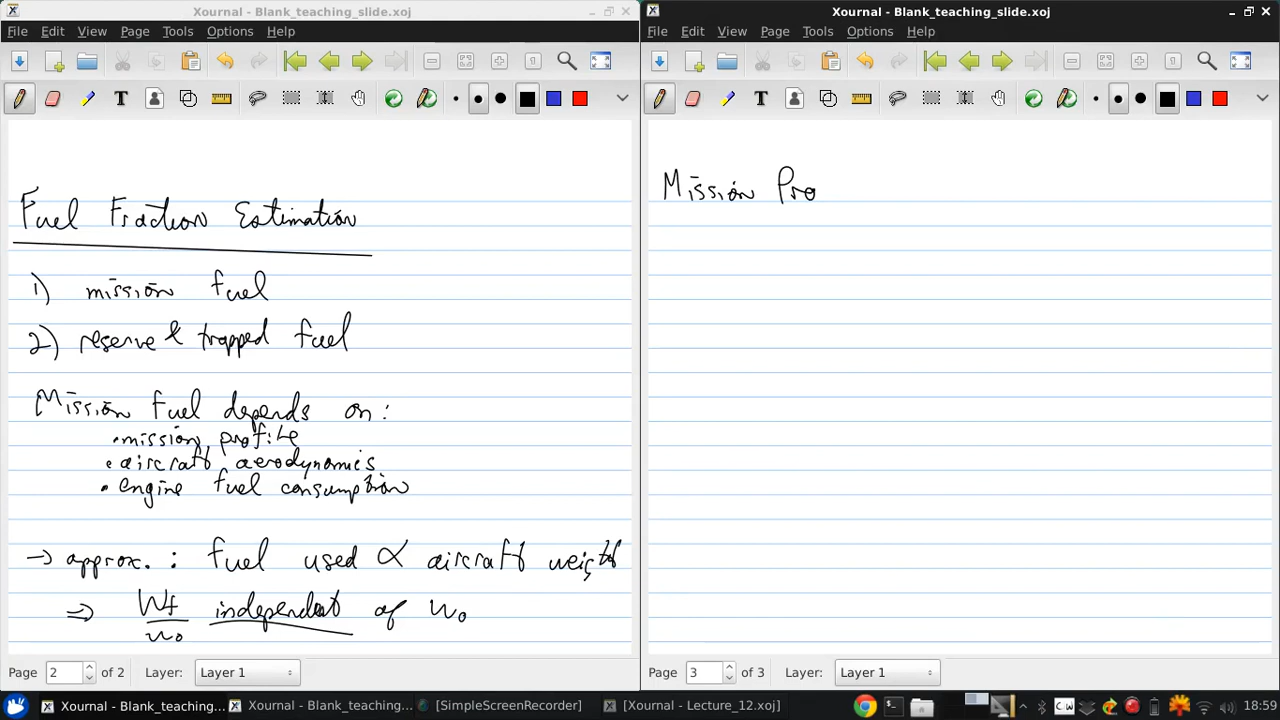 Xournal - Blank_teaching_slide.xoj
File Edit View Page Tools Options Help
Fuel Fraction Estimation
1) mission fuel
2) reserve & trapped fuel
Mission fuel depends on:
• mission profile
• aircraft aerodynamics
• engine fuel consumption
→ approx. : fuel used ∝ aircraft weight
⇒ Wf/W₀ independent of W₀
Page 2 of 2 Layer: Layer 1
Xournal - Blank_teaching_slide.xoj
File Edit View Page Tools Options Help
Mission Pro
Page 3 of 3 Layer: Layer 1
Xournal - Blank_teaching... Xournal - Blank_teaching... [SimpleScreenRecorder] [Xournal - Lecture_12.xoj] 18:59